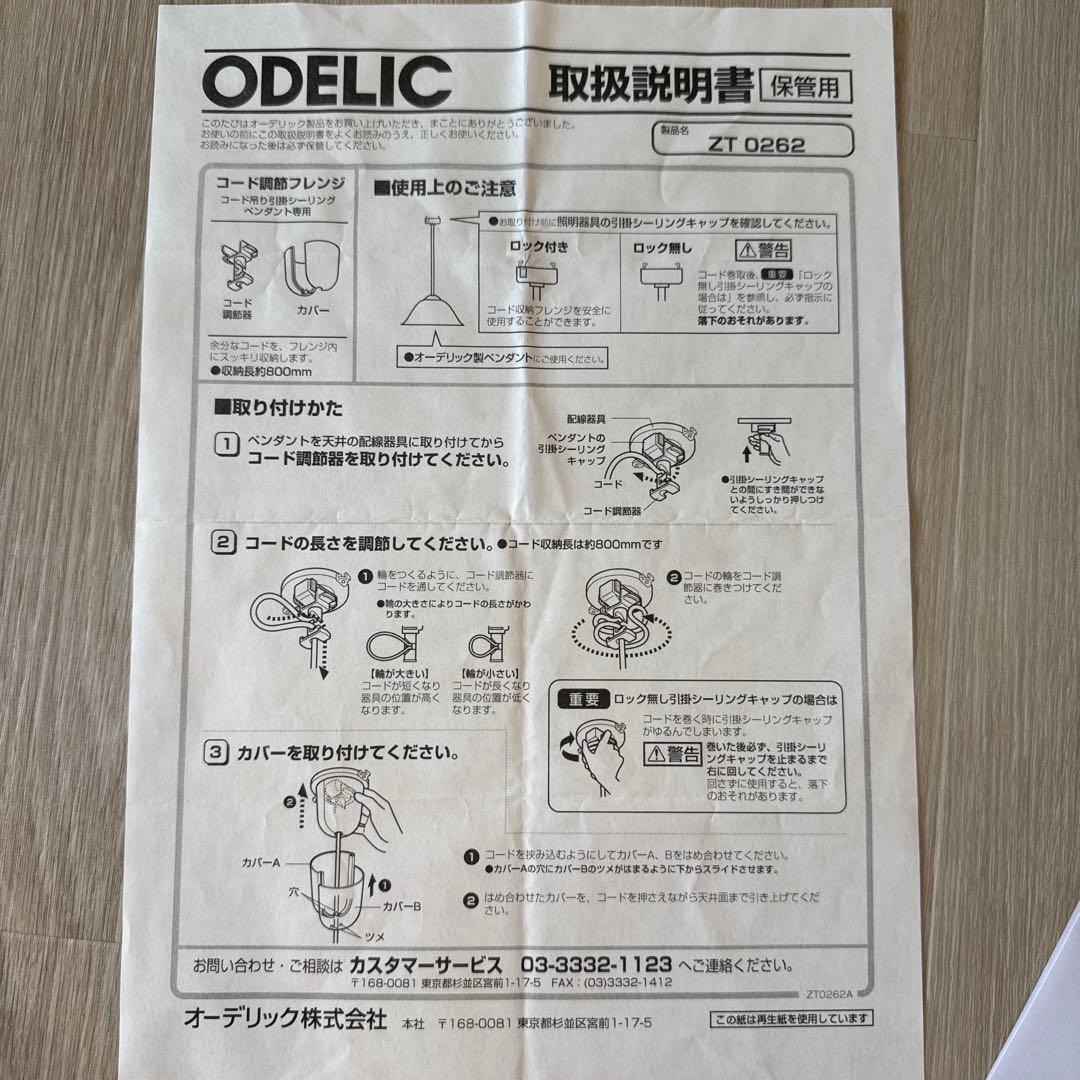 ODELIC
取扱説明書 保管用
このたびはオーデリック製品をお買い上げいただき、まことにありがとうございました。
お使いの前にこの取扱説明書をよくお読みのうえ、正しくお使いください。
お読みになった後は必ず保管してください。
製品名
ZT 0262
コード調節フレンジ
コード吊り引掛シーリング
ペンダント専用
コード
調節器
カバー
余分なコードを、フレンジ内
にスッキリ収納します。
●収納長約800mm
■使用上のご注意
●お取り付け前に照明器具の引掛シーリングキャップを確認してください。
ロック付き
コード収納フレンジを安全に
使用することができます。
ロック無し
⚠警告
コード巻取後、重要「ロック
無し引掛シーリングキャップの
場合は」を参照し、必ず指示に
従ってください。
落下のおそれがあります。
●オーデリック製ペンダントにご使用ください。
■取り付けかた
1 ペンダントを天井の配線器具に取り付けてから
コード調節器を取り付けてください。
配線器具
ペンダントの
引掛シーリング
キャップ
コード
コード調節器
●引掛シーリングキャップ
との間にすき間ができな
いようしっかり押しつけ
てください。
2 コードの長さを調節してください。●コード収納長は約800mmです
❶ 輪をつくるように、コード調節器に
コードを通してください。
●輪の大きさによりコードの長さがかわ
ります。
【輪が大きい】
コードが短くなり
器具の位置が高く
なります。
【輪が小さい】
コードが長くなり
器具の位置が低く
なります。
❷ コードの輪をコード調
節器に巻きつけてくだ
さい。
重要 ロック無し引掛シーリングキャップの場合は
コードを巻く時に引掛シーリングキャップ
がゆるんでしまいます。
⚠警告
巻いた後必ず、引掛シーリ
ングキャップを止まるまで
右に回してください。
回さずに使用すると、落下
のおそれがあります。
3 カバーを取り付けてください。
❷
カバーA
穴
❶
カバーB
ツメ
❶ コードを挟み込むようにしてカバーA、Bをはめ合わせてください。
●カバーAの穴にカバーBのツメがはまるように下からスライドさせます。
❷ はめ合わせたカバーを、コードを押さえながら天井面まで引き上げてくだ
さい。
お問い合わせ・ご相談は カスタマーサービス 03-3332-1123 へご連絡ください。
〒168-0081 東京都杉並区宮前1-17-5 FAX：(03)3332-1412
ZT0262A
オーデリック株式会社 本社 〒168-0081 東京都杉並区宮前1-17-5
この紙は再生紙を使用しています